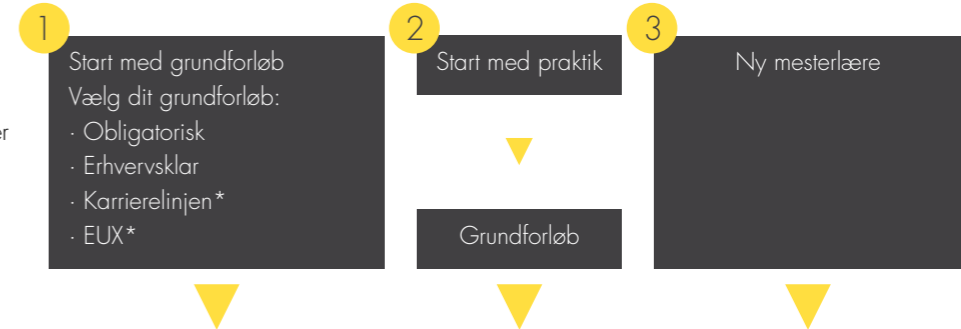 1
Start med grundforløb
Vælg dit grundforløb:
· Obligatorisk
· Erhvervsklar
· Karrierelinjen*
· EUX*
2
Start med praktik
Grundforløb
3
Ny mesterlære